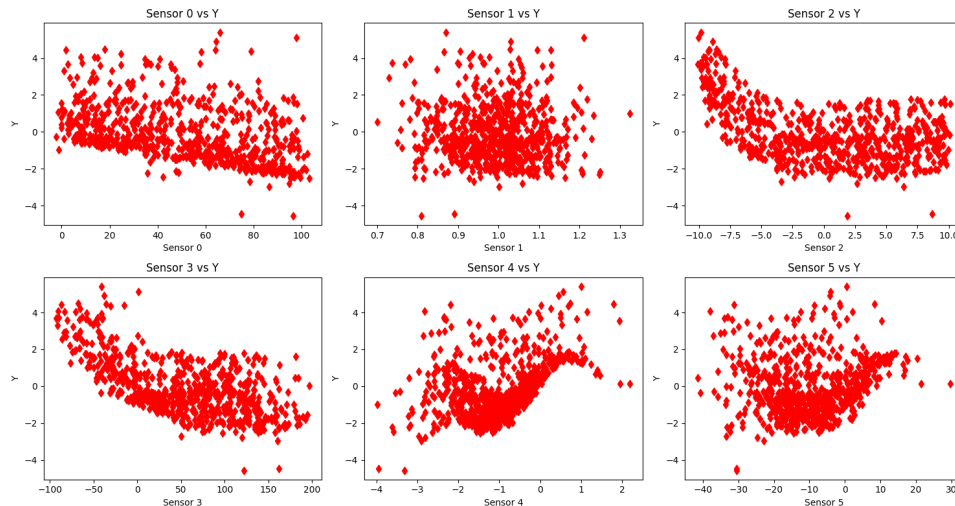 Sensor 0 vs Y
Y
4
2
0
−2
−4
0 20 40 60 80 100
Sensor 0
Sensor 1 vs Y
Y
4
2
0
−2
−4
0.7 0.8 0.9 1.0 1.1 1.2 1.3
Sensor 1
Sensor 2 vs Y
Y
4
2
0
−2
−4
−10.0 −7.5 −5.0 −2.5 0.0 2.5 5.0 7.5 10.0
Sensor 2
Sensor 3 vs Y
Y
4
2
0
−2
−4
−100 −50 0 50 100 150 200
Sensor 3
Sensor 4 vs Y
Y
4
2
0
−2
−4
−4 −3 −2 −1 0 1 2
Sensor 4
Sensor 5 vs Y
Y
4
2
0
−2
−4
−40 −30 −20 −10 0 10 20 30
Sensor 5